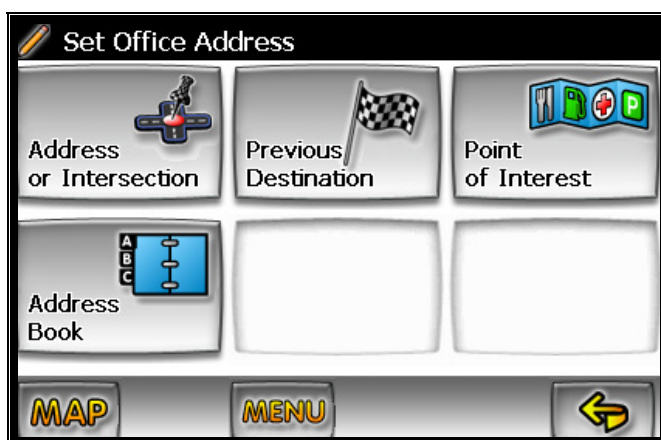 Set Office Address
Address
or Intersection
Previous
Destination
Point
of Interest
P
A
B
C
Address
Book
MAP
MENU